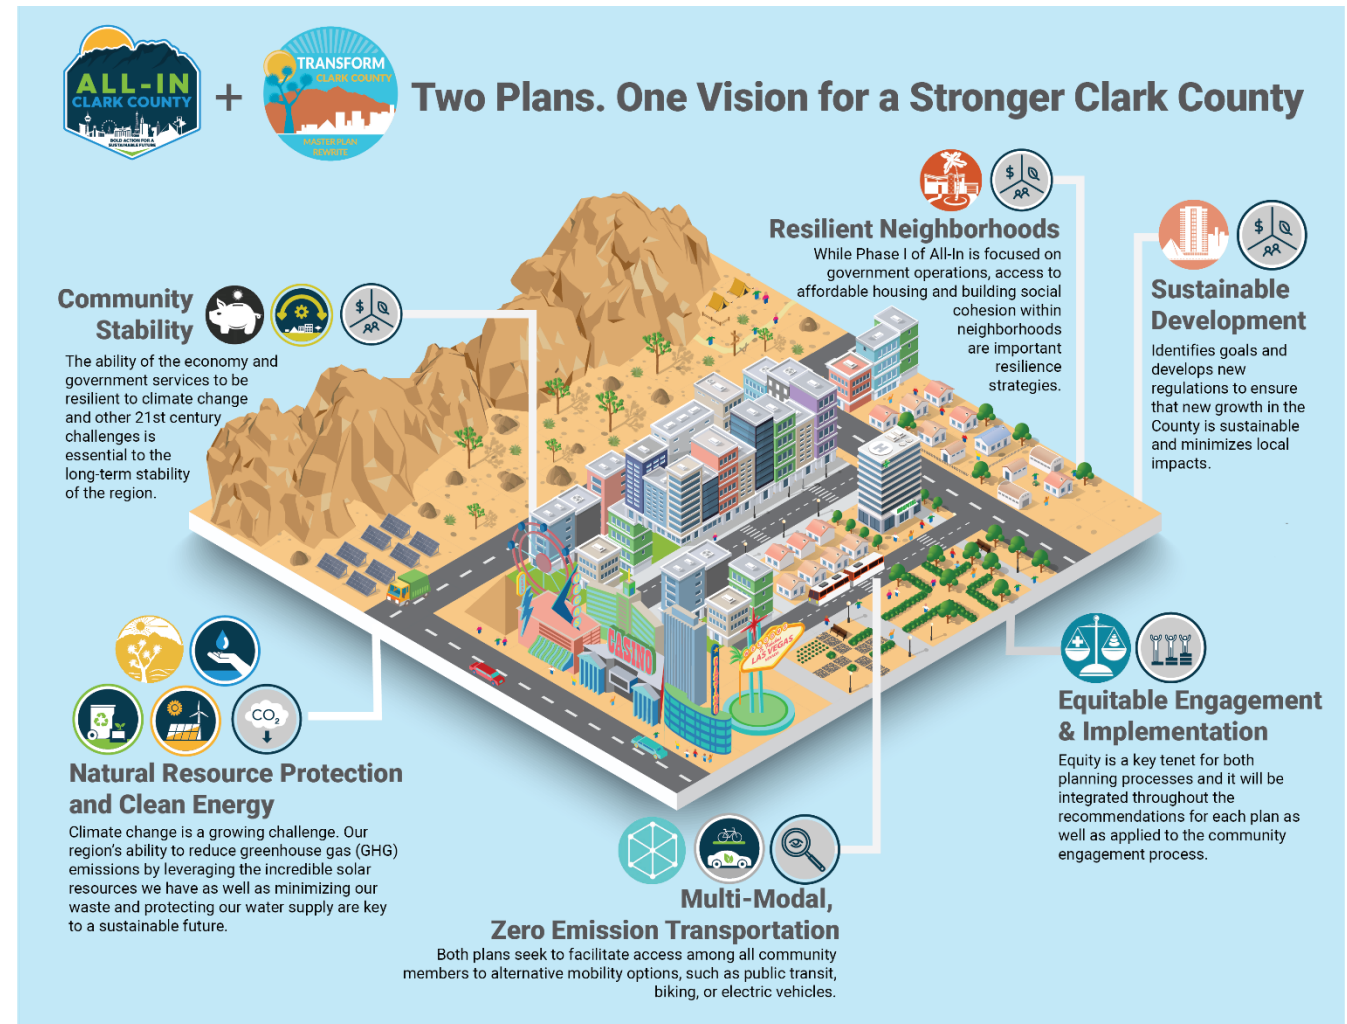 ALL-IN
CLARK COUNTY
BOLD ACTION FOR A
SUSTAINABLE FUTURE
+
TRANSFORM
CLARK COUNTY
MASTER PLAN
REWRITE
Two Plans. One Vision for a Stronger Clark County
$
Resilient Neighborhoods
While Phase I of All-In is focused on
government operations, access to
affordable housing and building social
cohesion within
neighborhoods
are important
resilience
strategies.
$
Sustainable
Development
Identifies goals and
develops new
regulations to ensure
that new growth in the
County is sustainable
and minimizes local
impacts.
$
Community
Stability
The ability of the economy and
government services to be
resilient to climate change
and other 21st century
challenges is
essential to the
long-term stability
of the region.
H
CASINO
LAS VEGAS
CO2
Natural Resource Protection
and Clean Energy
Climate change is a growing challenge. Our
region's ability to reduce greenhouse gas (GHG)
emissions by leveraging the incredible solar
resources we have as well as minimizing our
waste and protecting our water supply are key
to a sustainable future.
Equitable Engagement
& Implementation
Equity is a key tenet for both
planning processes and it will be
integrated throughout the
recommendations for each plan as
well as applied to the community
engagement process.
Multi-Modal,
Zero Emission Transportation
Both plans seek to facilitate access among all community
members to alternative mobility options, such as public transit,
biking, or electric vehicles.